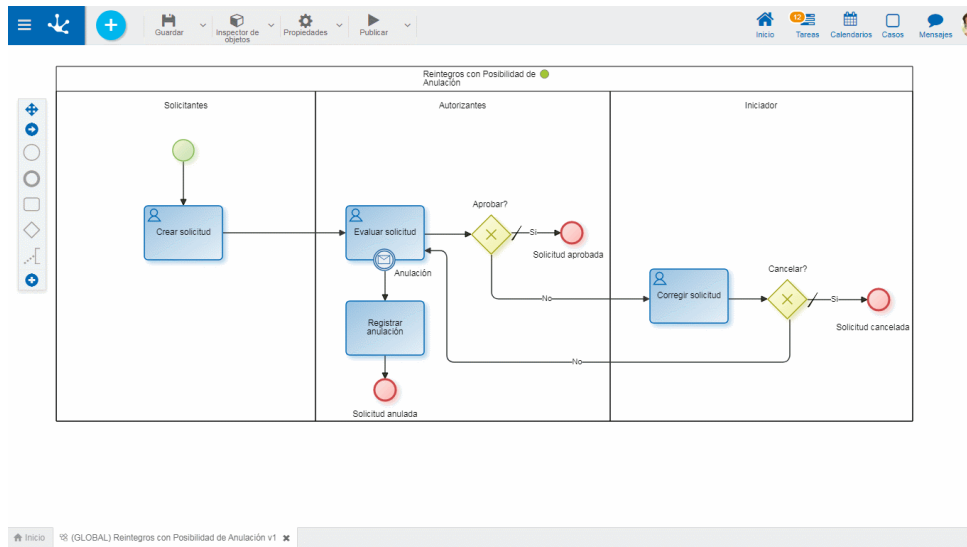 Guardar
Inspector de
objetos
Propiedades
Publicar
Inicio
12
Tareas
Calendarios
Casos
Mensajes
Reintegros con Posibilidad de
Anulación
Solicitantes
Autorizantes
Iniciador
Crear solicitud
Evaluar solicitud
Anulación
Aprobar?
Si
Solicitud aprobada
No
Corregir solicitud
Cancelar?
Si
Solicitud cancelada
No
Registrar
anulación
Solicitud anulada
Inicio
(GLOBAL) Reintegros con Posibilidad de Anulación v1